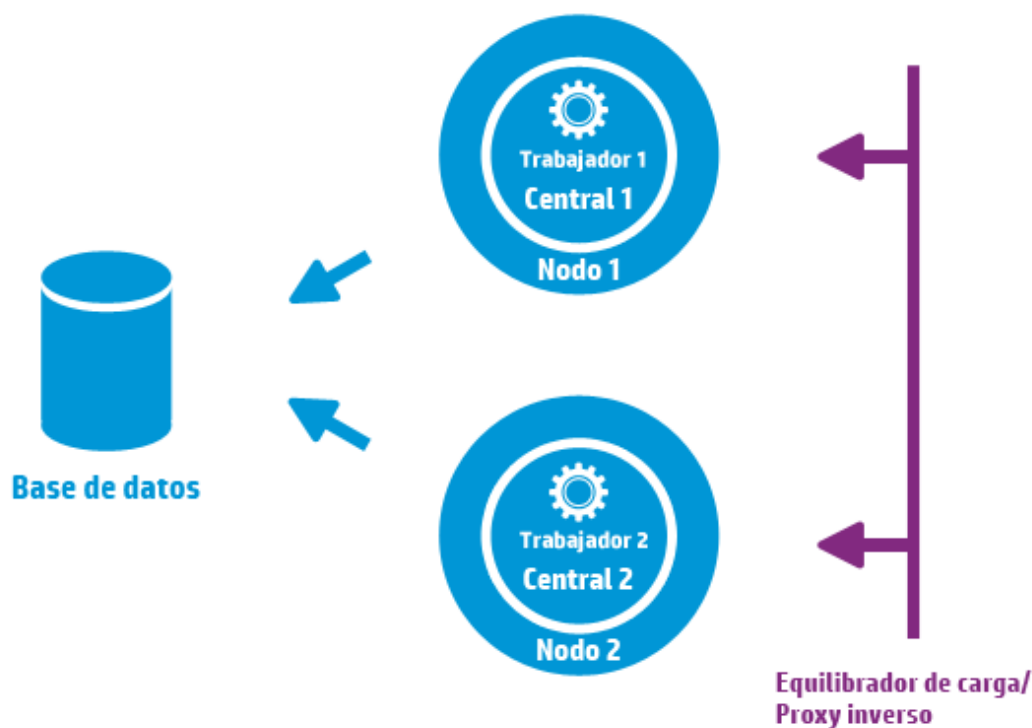 Trabajador 1
Central 1
Nodo 1
Base de datos
Trabajador 2
Central 2
Nodo 2
Equilibrador de carga/
Proxy inverso